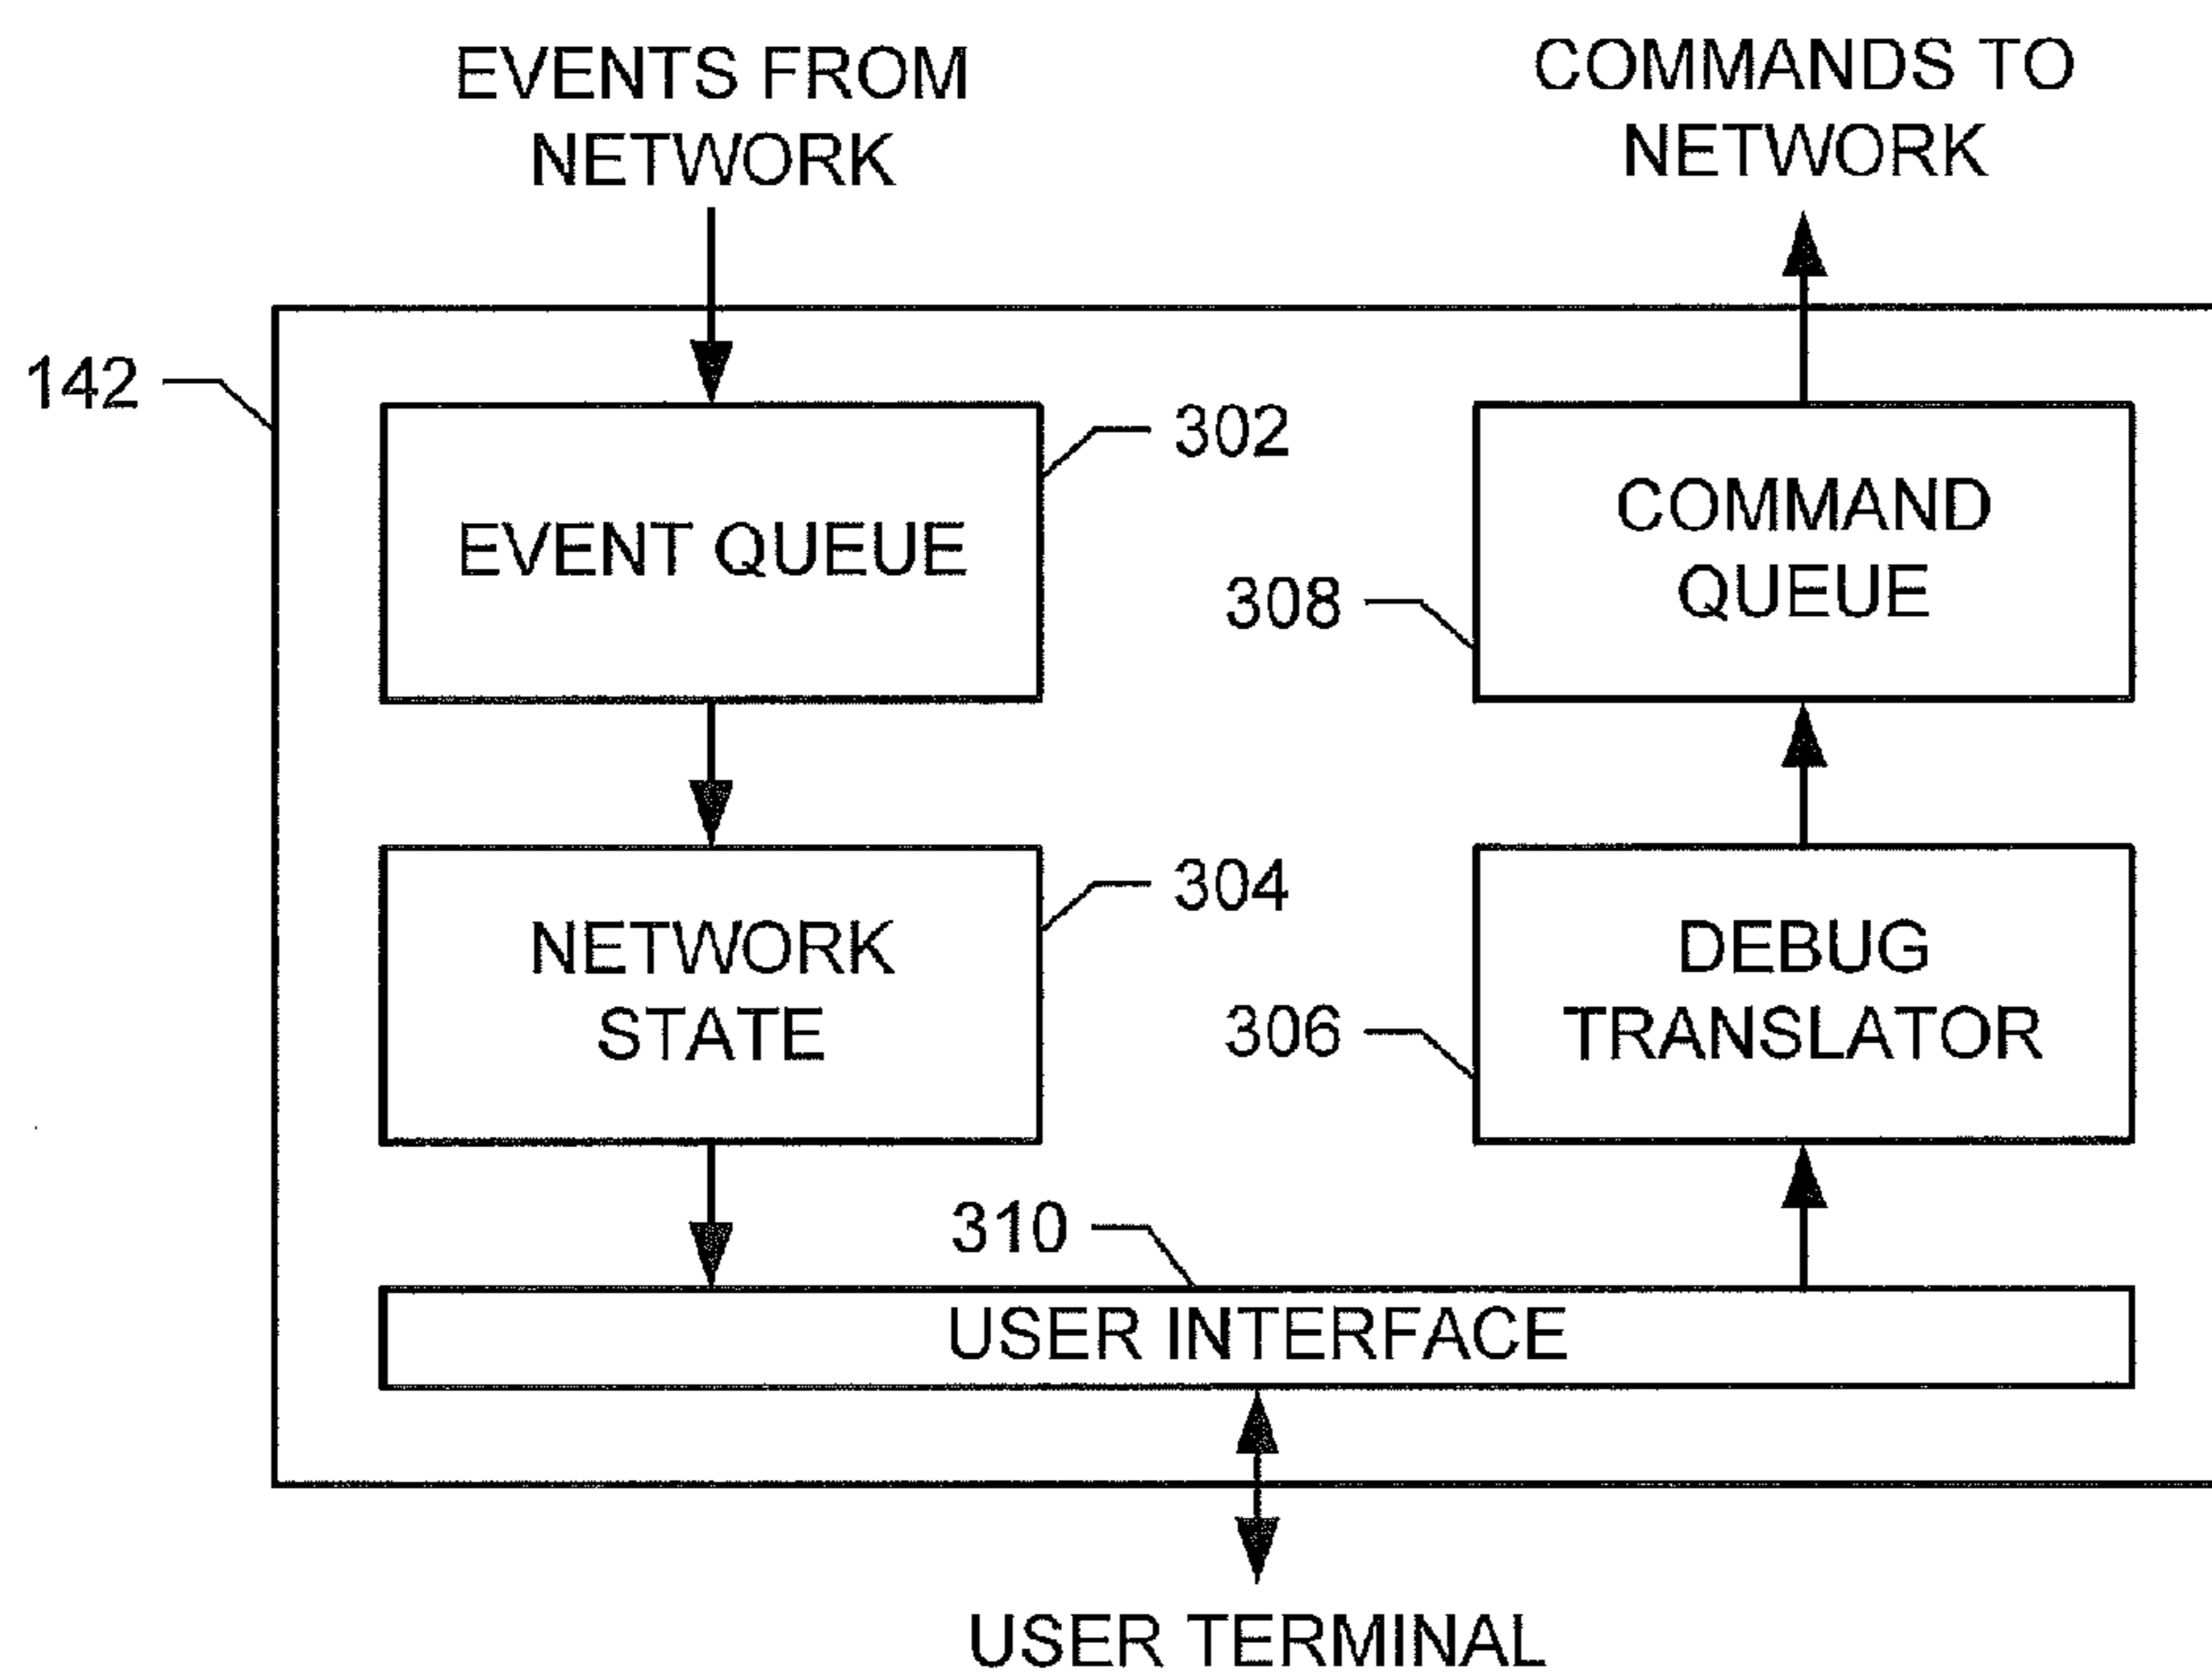 EVENTS FROM
NETWORK
COMMANDS TO
NETWORK
142
302
EVENT QUEUE
COMMAND
QUEUE
308
304
NETWORK
STATE
DEBUG
TRANSLATOR
306
310
USER INTERFACE
USER TERMINAL